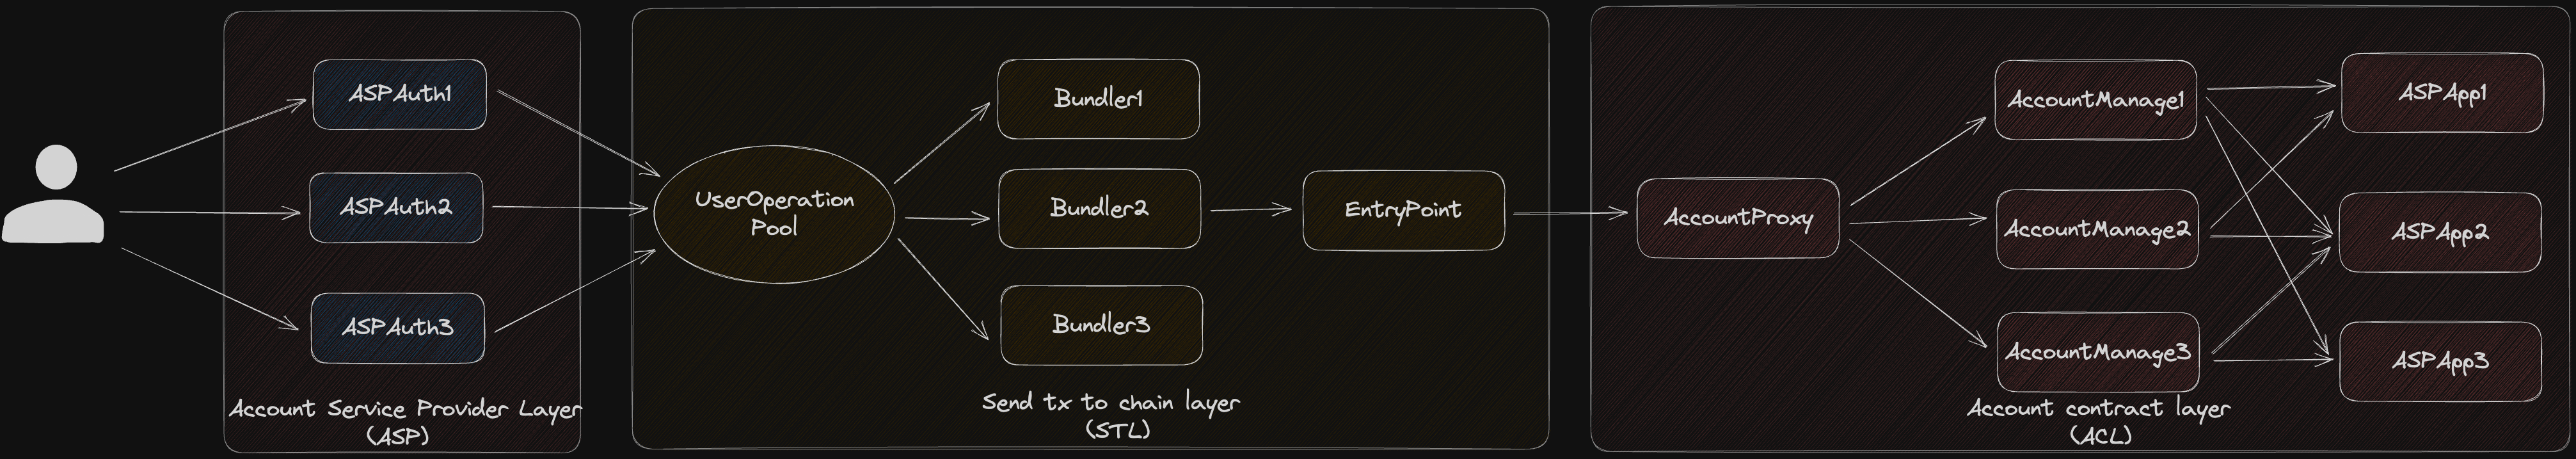 ASPAuth1
ASPAuth2
ASPAuth3
Account Service Provider Layer
(ASP)
UserOperation
Pool
Bundler1
Bundler2
Bundler3
EntryPoint
Send tx to chain layer
(STL)
AccountProxy
AccountManage1
AccountManage2
AccountManage3
ASPApp1
ASPApp2
ASPApp3
Account contract layer
(ACL)